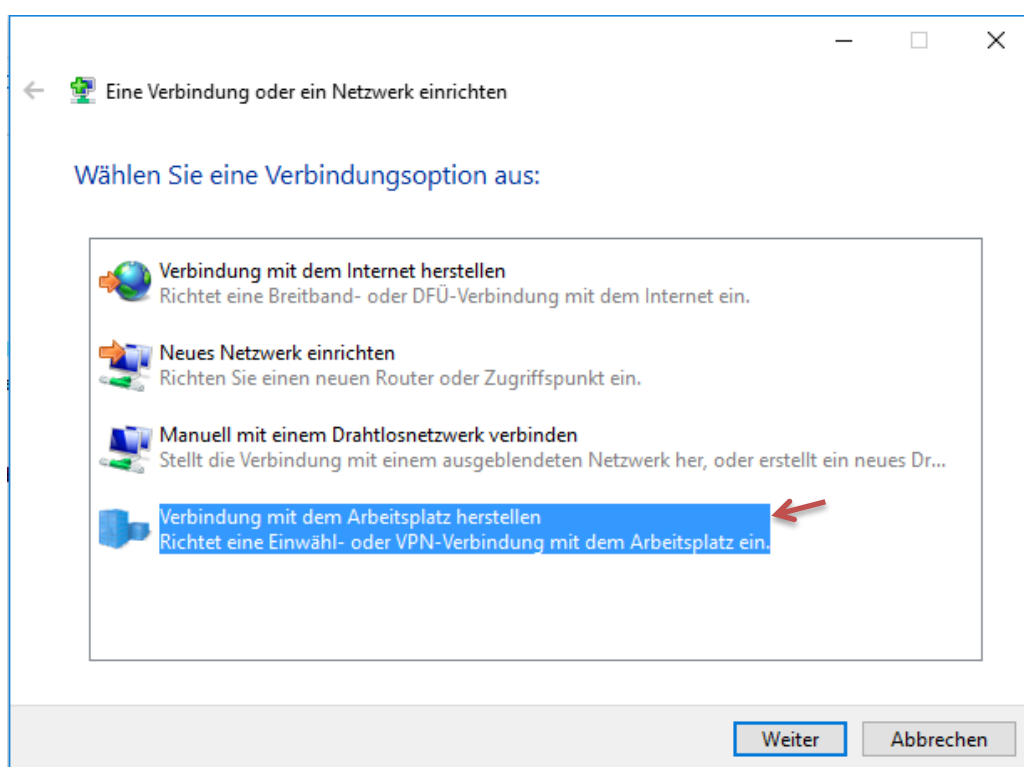 Eine Verbindung oder ein Netzwerk einrichten
Wählen Sie eine Verbindungsoption aus:
Verbindung mit dem Internet herstellen
Richtet eine Breitband- oder DFÜ-Verbindung mit dem Internet ein.
Neues Netzwerk einrichten
Richten Sie einen neuen Router oder Zugriffspunkt ein.
Manuell mit einem Drahtlosnetzwerk verbinden
Stellt die Verbindung mit einem ausgeblendeten Netzwerk her, oder erstellt ein neues Dr...
Verbindung mit dem Arbeitsplatz herstellen
Richtet eine Einwähl- oder VPN-Verbindung mit dem Arbeitsplatz ein.
Weiter
Abbrechen